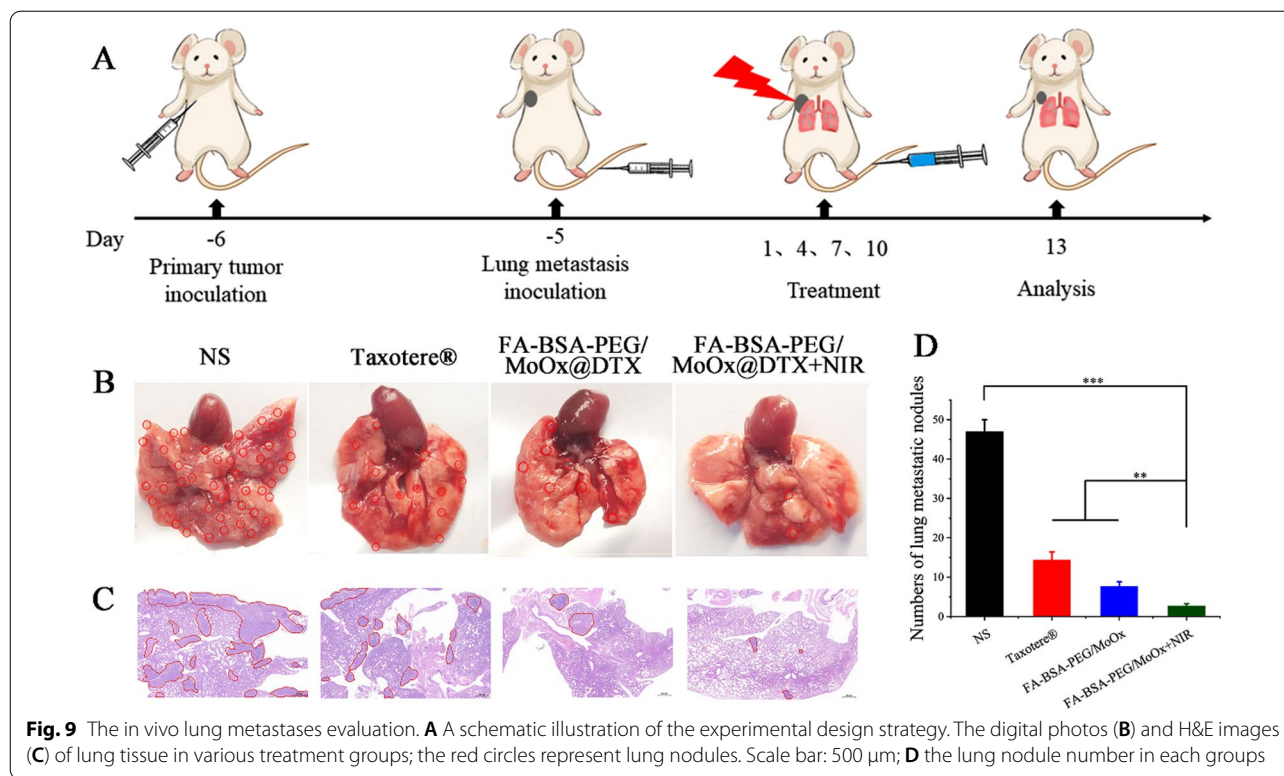 A
Day
-6
Primary tumor
inoculation
-5
Lung metastasis
inoculation
1、4、7、10
Treatment
13
Analysis
B
NS
Taxotere®
FA-BSA-PEG/
MoOx@DTX
FA-BSA-PEG/
MoOx@DTX+NIR
C
D
Numbers of lung metastatic nodules
50
40
30
20
10
0
***
**
NS
Taxotere®
FA-BSA-PEG/MoOx
FA-BSA-PEG/MoOx+NIR
Fig. 9 The in vivo lung metastases evaluation. A A schematic illustration of the experimental design strategy. The digital photos (B) and H&E images
(C) of lung tissue in various treatment groups; the red circles represent lung nodules. Scale bar: 500 μm; D the lung nodule number in each groups